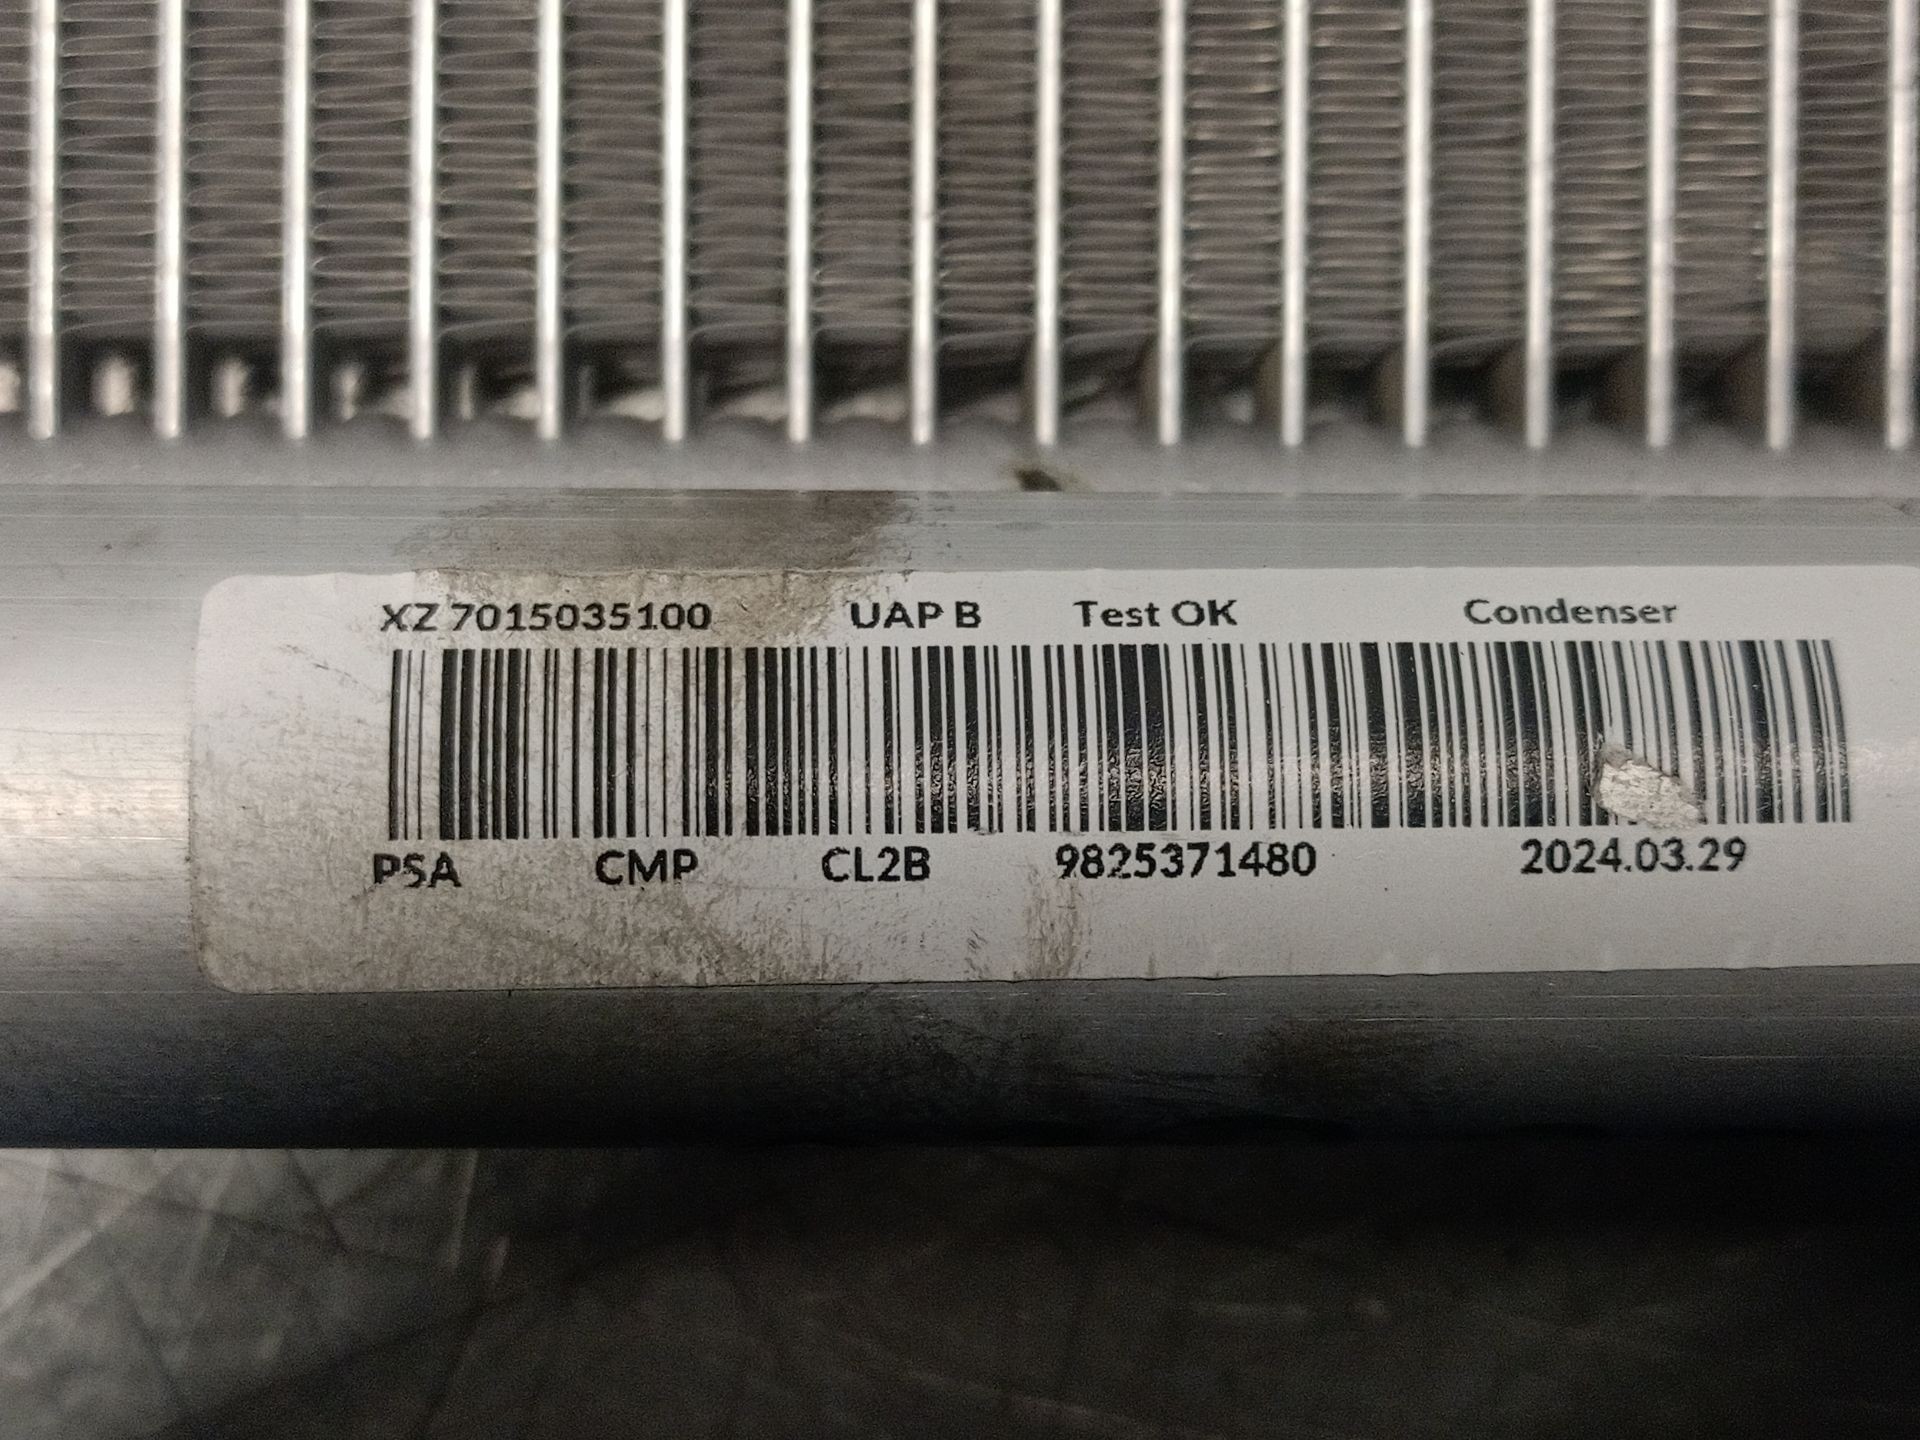 XZ 7015035100 UAP B Test OK Condenser
PSA CMP CL2B 9825371480 2024.03.29